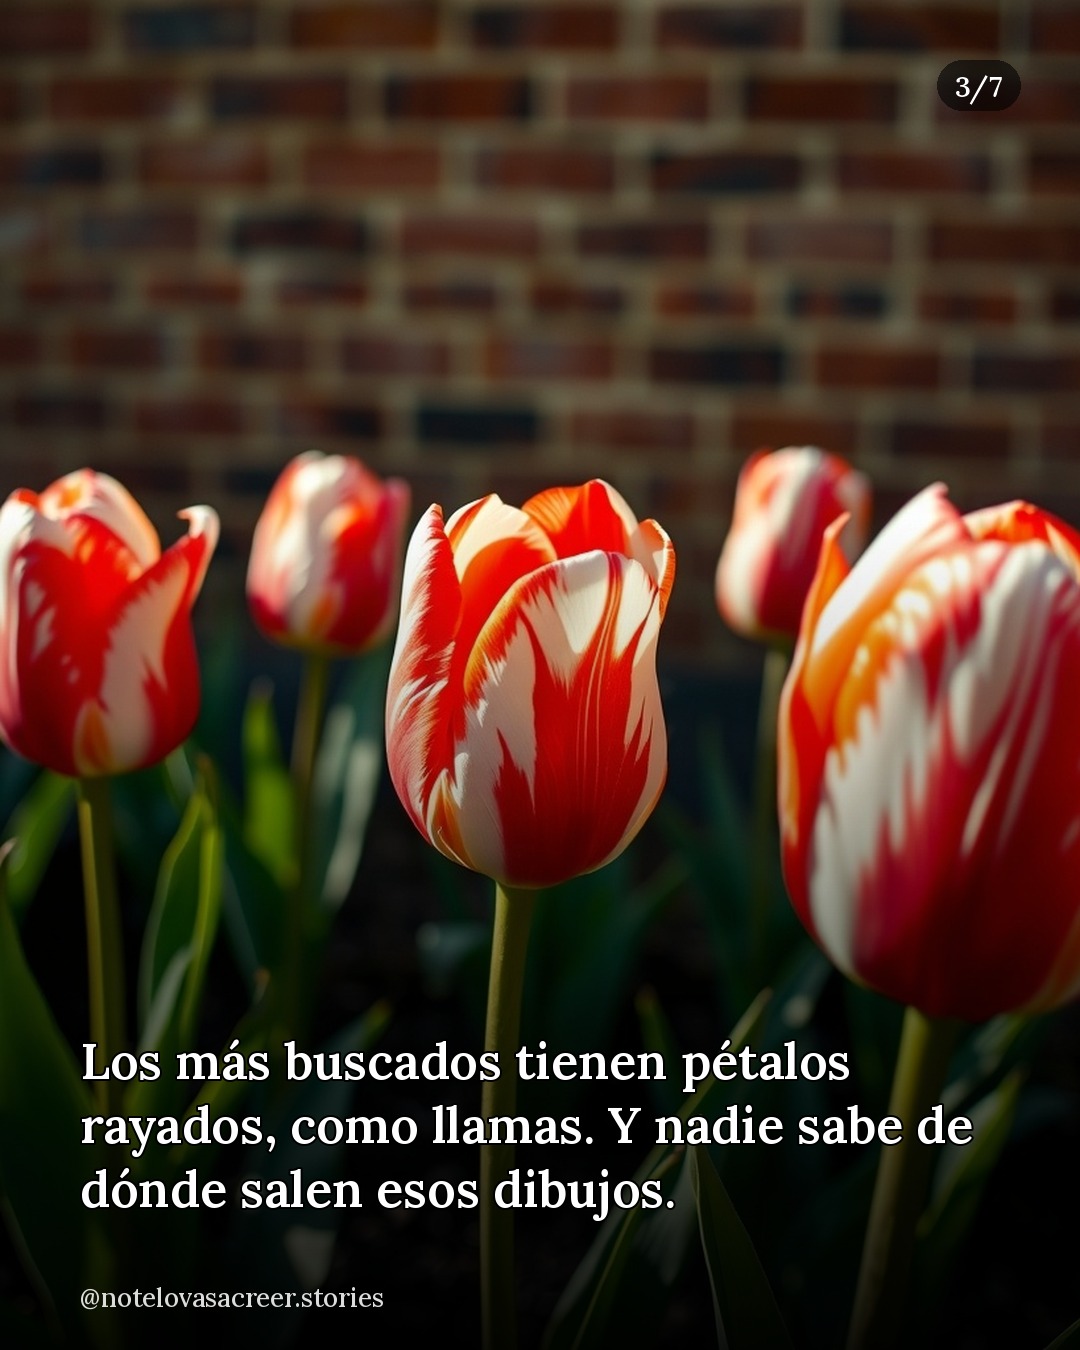 3/7
Los más buscados tienen pétalos
rayados, como llamas. Y nadie sabe de
dónde salen esos dibujos.
@notelovasacreer.stories